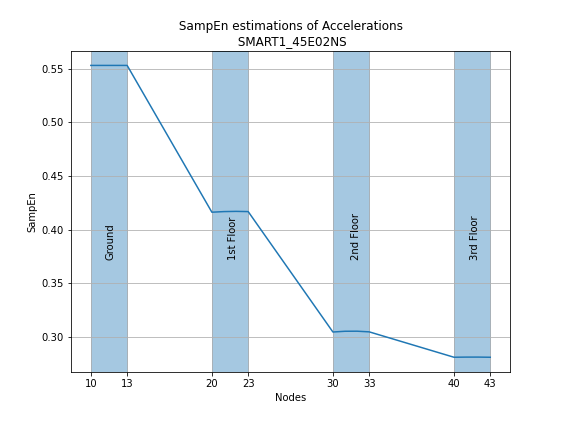 SampEn estimations of Accelerations
SMART1_45E02NS
0.55
0.50
0.45
0.40
0.35
0.30
SampEn
Ground
1st Floor
2nd Floor
3rd Floor
10 13 20 23 30 33 40 43
Nodes